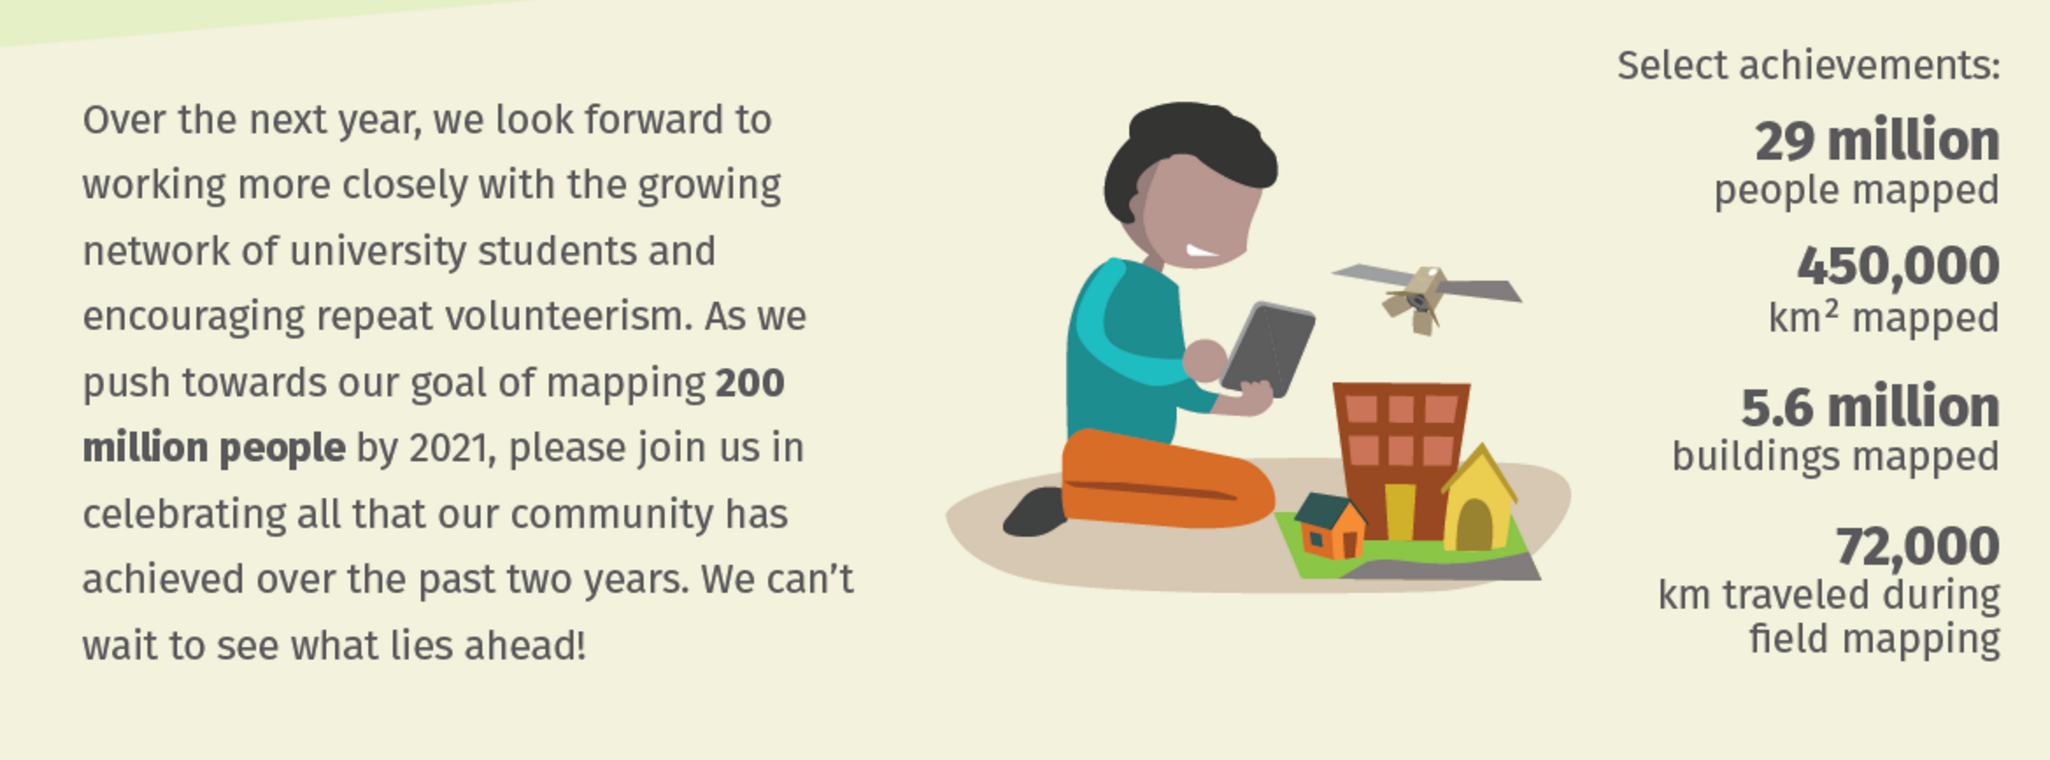 Over the next year, we look forward to
working more closely with the growing
network of university students and
encouraging repeat volunteerism. As we
push towards our goal of mapping 200
million people by 2021, please join us in
celebrating all that our community has
achieved over the past two years. We can’t
wait to see what lies ahead!
Select achievements:
29 million
people mapped
450,000
km² mapped
5.6 million
buildings mapped
72,000
km traveled during
field mapping